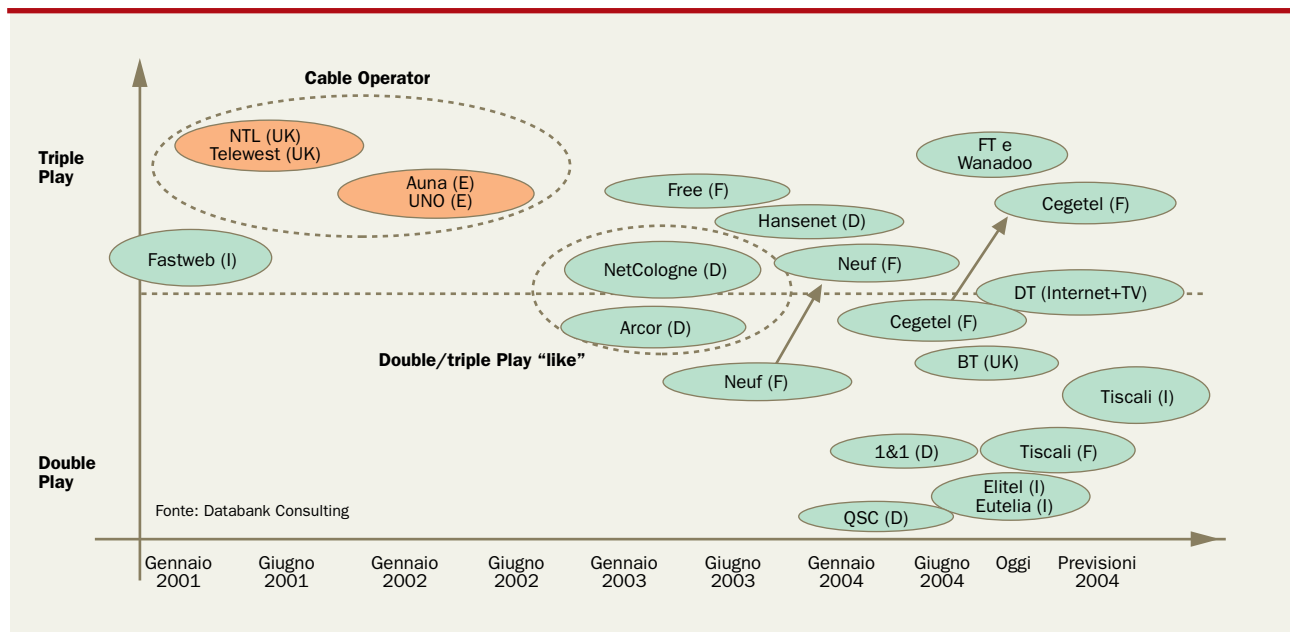 Cable Operator
Triple
Play
NTL (UK)
Telewest (UK)
Auna (E)
UNO (E)
FT e
Wanadoo
Free (F)
Cegetel (F)
Hansenet (D)
Fastweb (I)
NetCologne (D)
Neuf (F)
DT (Internet+TV)
Arcor (D)
Cegetel (F)
Double/triple Play “like”
BT (UK)
Neuf (F)
Tiscali (I)
Double
Play
1&1 (D)
Tiscali (F)
Elitel (I)
Eutelia (I)
Fonte: Databank Consulting
QSC (D)
Gennaio
2001
Giugno
2001
Gennaio
2002
Giugno
2002
Gennaio
2003
Giugno
2003
Gennaio
2004
Giugno
2004
Oggi
Previsioni
2004